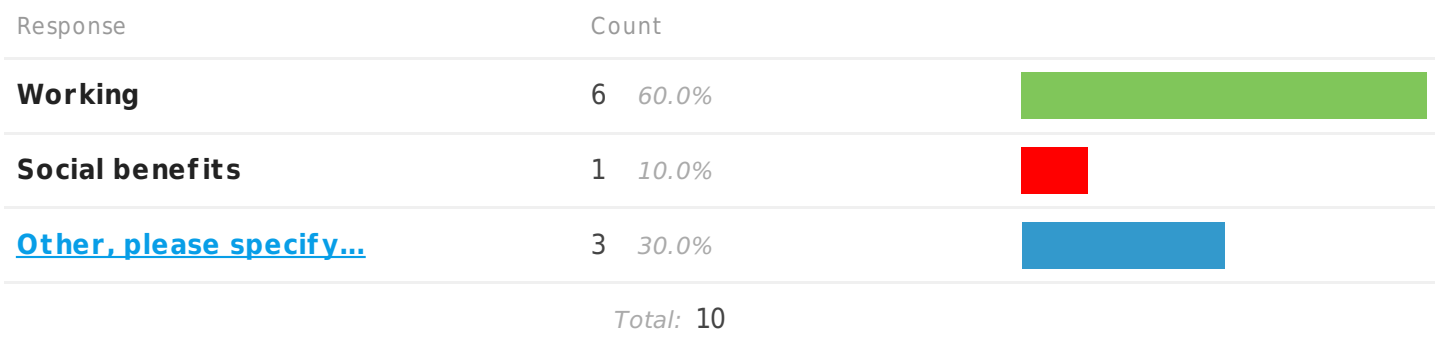 Response Count
Working 6 60.0%
Social benefits 1 10.0%
Other, please specify... 3 30.0%
Total: 10